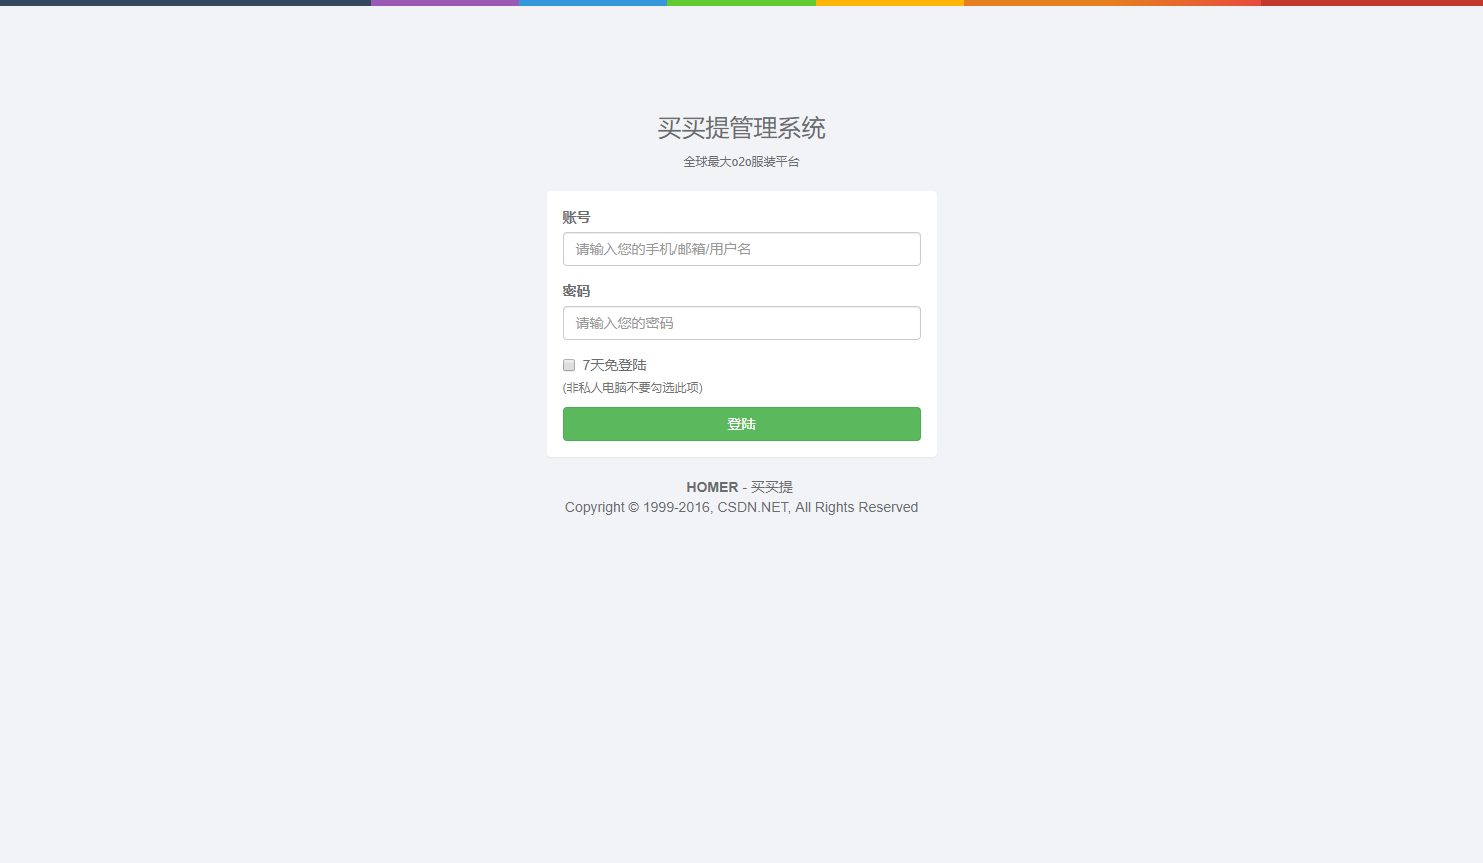 买买提管理系统
全球最大o2o服装平台
账号
请输入您的手机/邮箱/用户名
密码
请输入您的密码
7天免登陆
(非私人电脑不要勾选此项)
登陆
HOMER - 买买提
Copyright © 1999-2016, CSDN.NET, All Rights Reserved